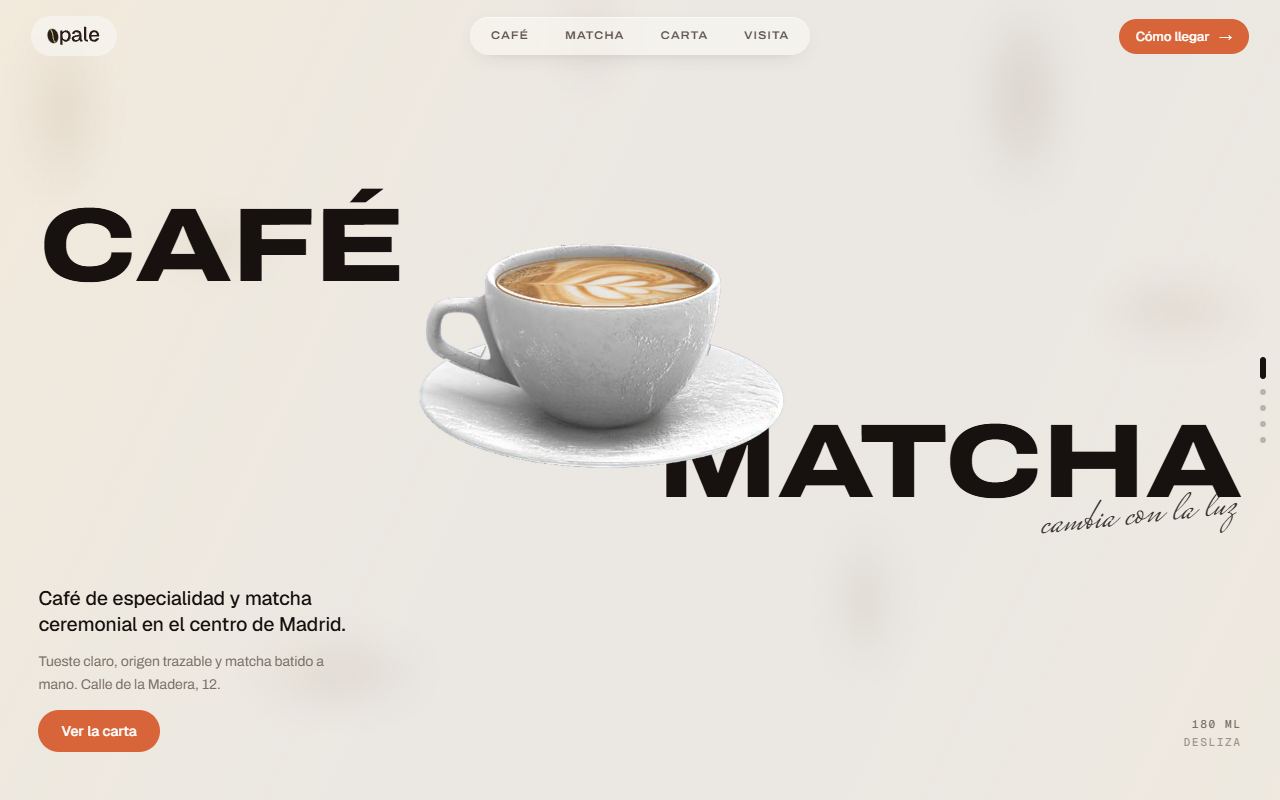 opale
CAFÉ
MATCHA
CARTA
VISITA
Cómo llegar →
CAFÉ
MATCHA
cambia con la luz
Café de especialidad y matcha
ceremonial en el centro de Madrid.
Tueste claro, origen trazable y matcha batido a
mano. Calle de la Madera, 12.
Ver la carta
180 ML
DESLIZA